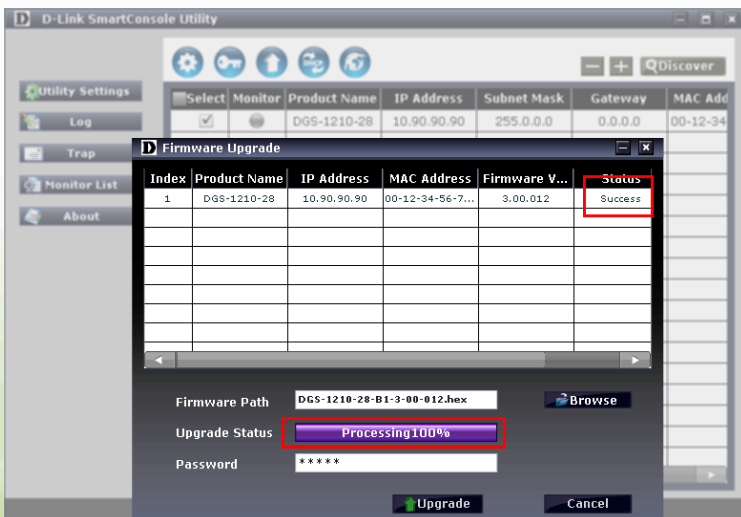 D D-Link SmartConsole Utility
Discover
Utility Settings
Log
Trap
Monitor List
About
Select Monitor Product Name IP Address Subnet Mask Gateway MAC Add
DGS-1210-28 10.90.90.90 255.0.0.0 0.0.0.0 00-12-34
D Firmware Upgrade
Index Product Name IP Address MAC Address Firmware V... Status
1 DGS-1210-28 10.90.90.90 00-12-34-56-7... 3.00.012 Success
Firmware Path DGS-1210-28-B1-3-00-012.hex Browse
Upgrade Status Processing100%
Password *****
Upgrade Cancel